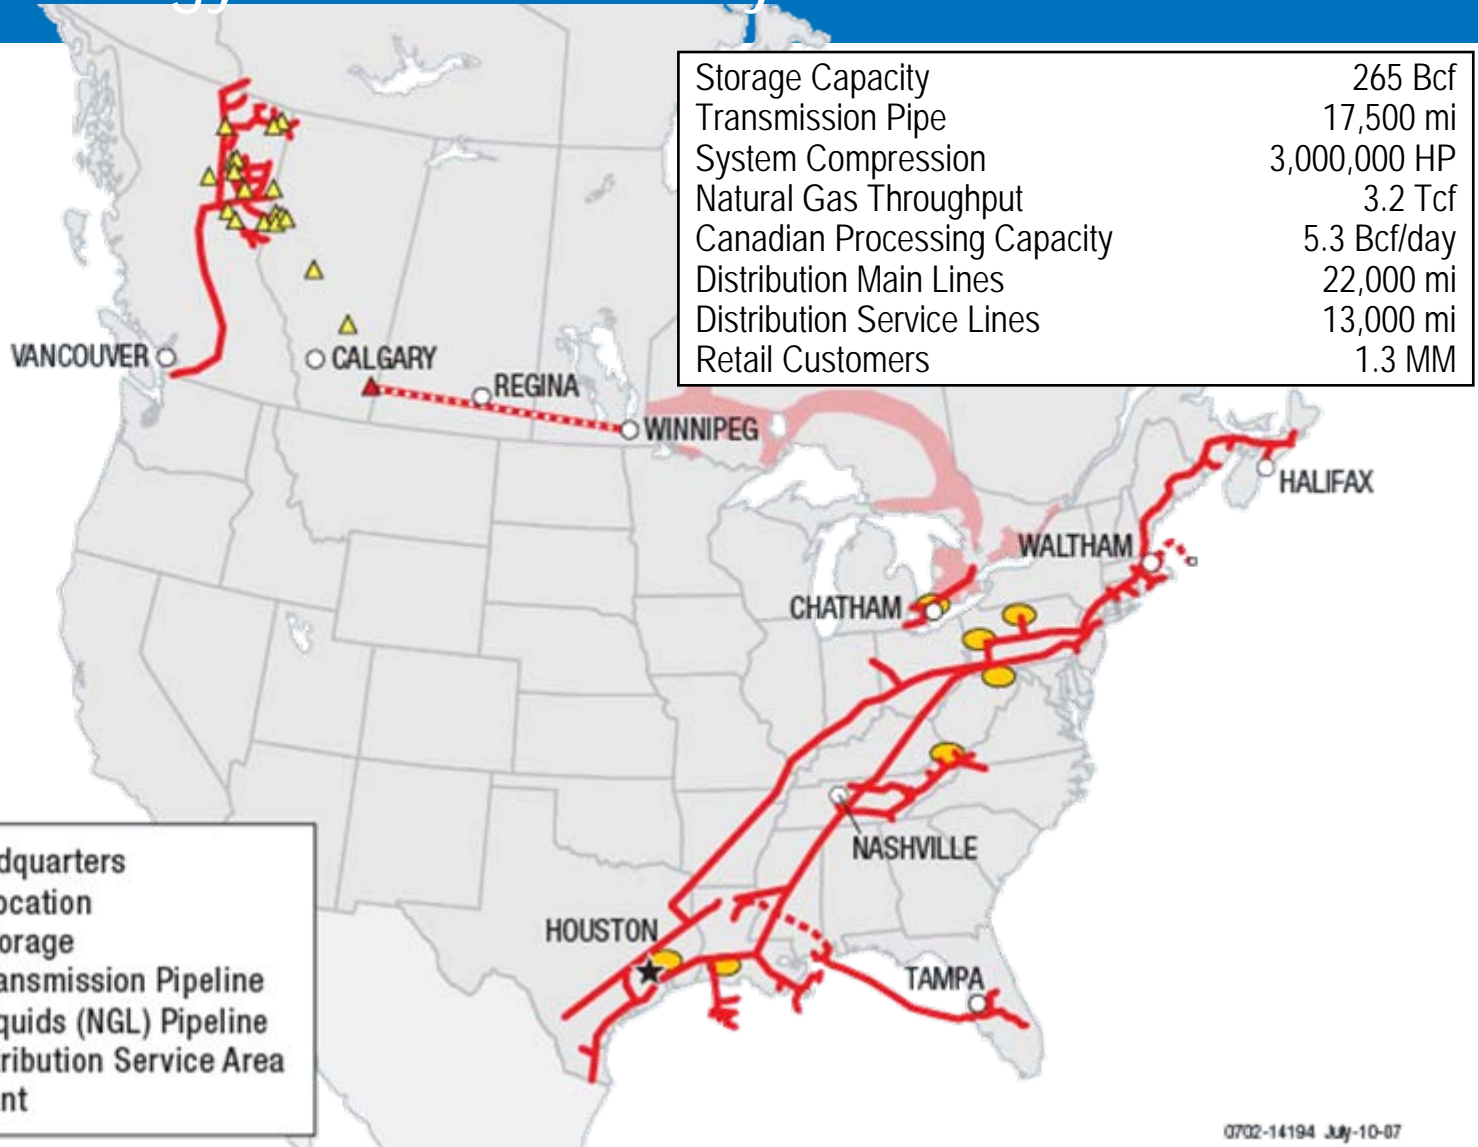 Storage Capacity 265 Bcf
Transmission Pipe 17,500 mi
System Compression 3,000,000 HP
Natural Gas Throughput 3.2 Tcf
Canadian Processing Capacity 5.3 Bcf/day
Distribution Main Lines 22,000 mi
Distribution Service Lines 13,000 mi
Retail Customers 1.3 MM
VANCOUVER
CALGARY
REGINA
WINNIPEG
HALIFAX
WALTHAM
CHATHAM
NASHVILLE
HOUSTON
TAMPA
dquarters
ocation
orage
ansmission Pipeline
quids (NGL) Pipeline
tribution Service Area
nt
0702-14194 July-10-07